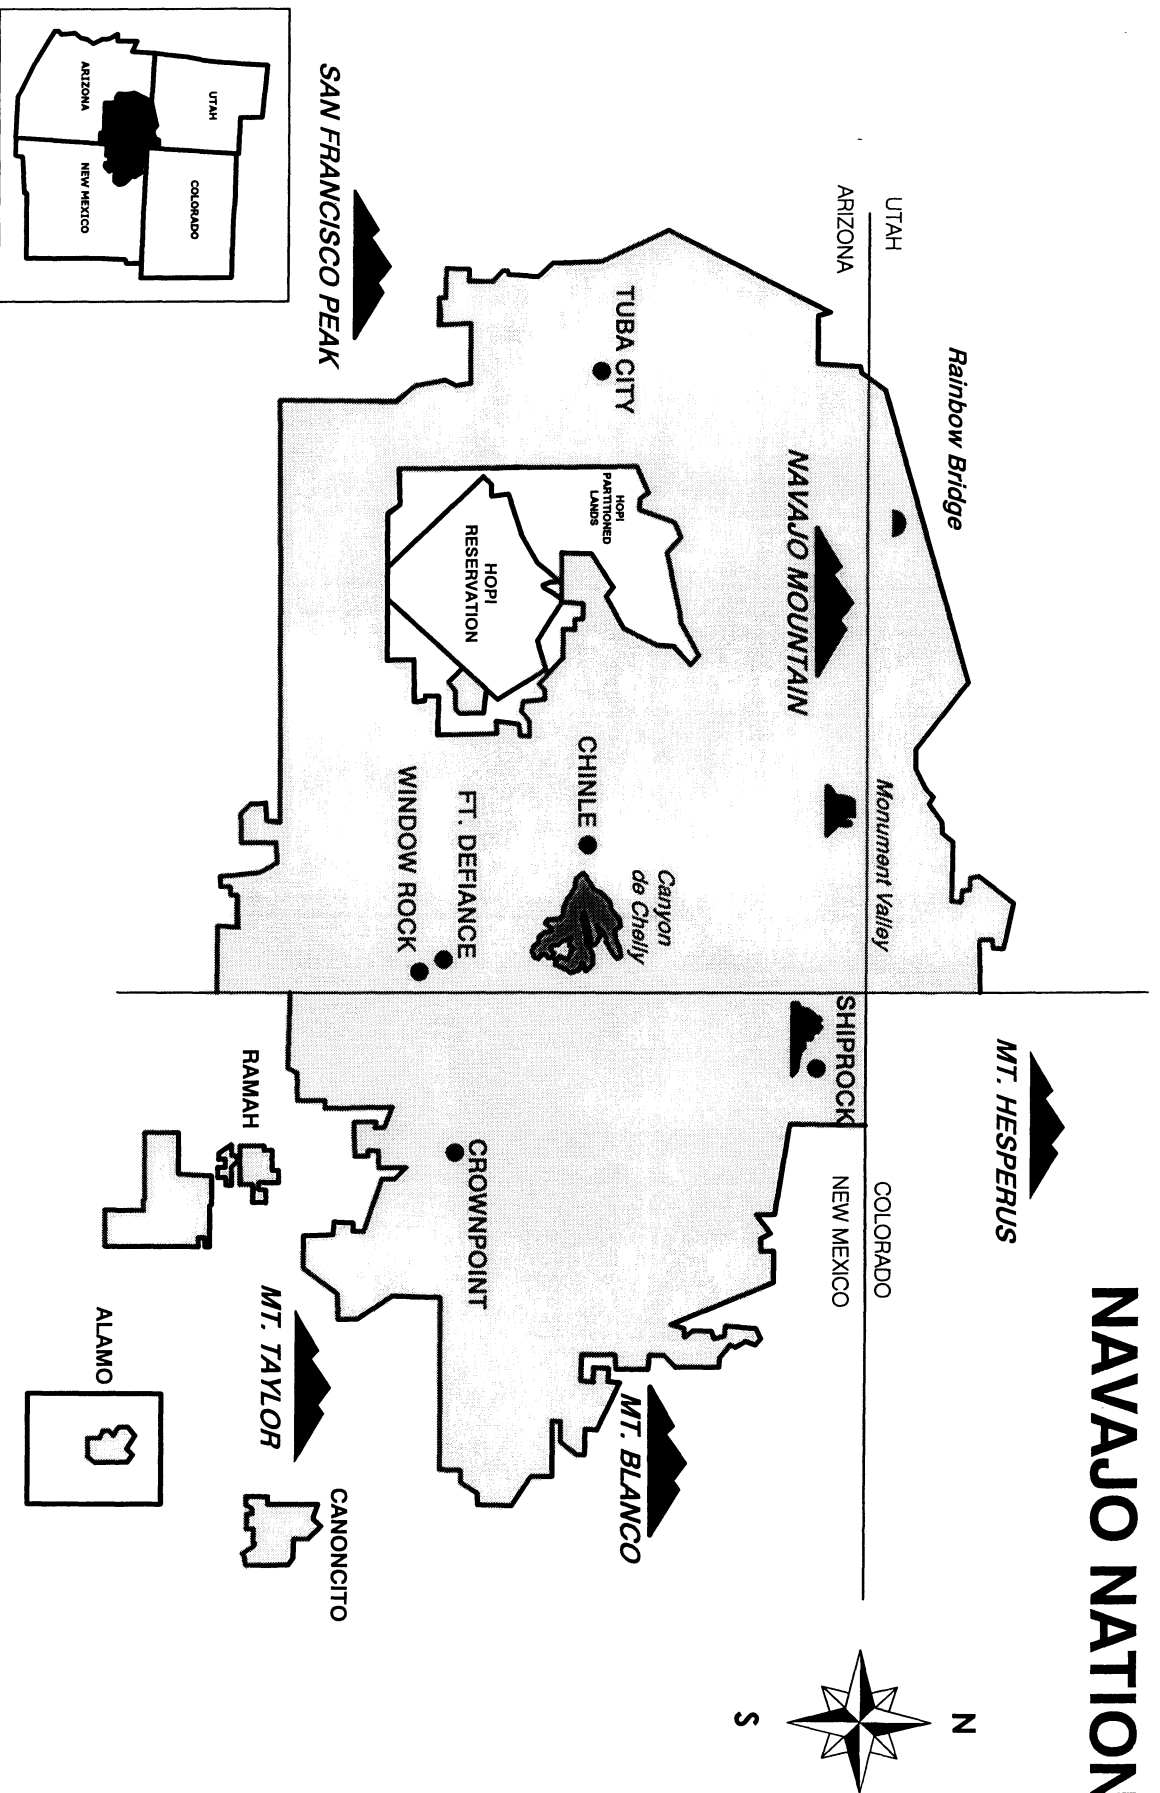 NAVAJO NATION
N
S
MT. HESPERUS
Rainbow Bridge
UTAH
ARIZONA
COLORADO
NEW MEXICO
Monument Valley
NAVAJO MOUNTAIN
SHIPROCK
TUBA CITY
HOPI
PARTITIONED
LANDS
HOPI
RESERVATION
CHINLE
Canyon
de Chelly
MT. BLANCO
FT. DEFIANCE
WINDOW ROCK
CROWNPOINT
SAN FRANCISCO PEAK
RAMAH
MT. TAYLOR
CANONCITO
ALAMO
UTAH
COLORADO
ARIZONA
NEW MEXICO